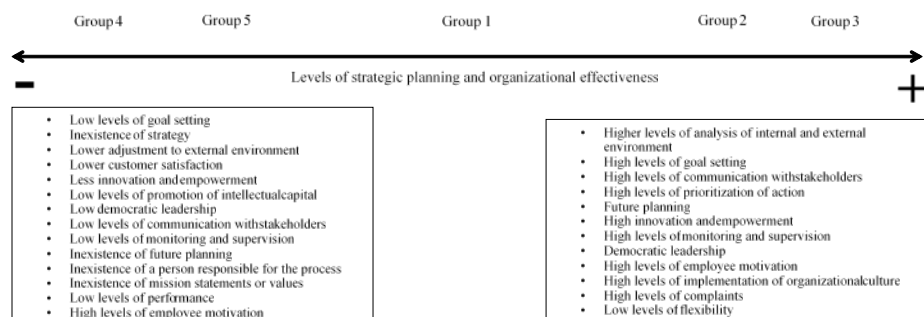 Group 4 Group 5 Group 1 Group 2 Group 3
Levels of strategic planning and organizational effectiveness
- +
• Low levels of goal setting
• Inexistence of strategy
• Lower adjustment to external environment
• Lower customer satisfaction
• Less innovation andempowerment
• Low levels of promotion of intellectualcapital
• Low democratic leadership
• Low levels of communication withstakeholders
• Low levels of monitoring and supervision
• Inexistence of future planning
• Inexistence of a person responsible for the process
• Inexistence of mission statements or values
• Low levels of performance
• High levels of employee motivation
• Higher levels of analysis of internal and external
environment
• High levels of goal setting
• High levels of communication withstakeholders
• High levels of prioritization of action
• Future planning
• High innovation andempowerment
• High levels of monitoring and supervision
• Democratic leadership
• High levels of employee motivation
• High levels of implementation of organizationalculture
• High levels of complaints
• Low levels of flexibility